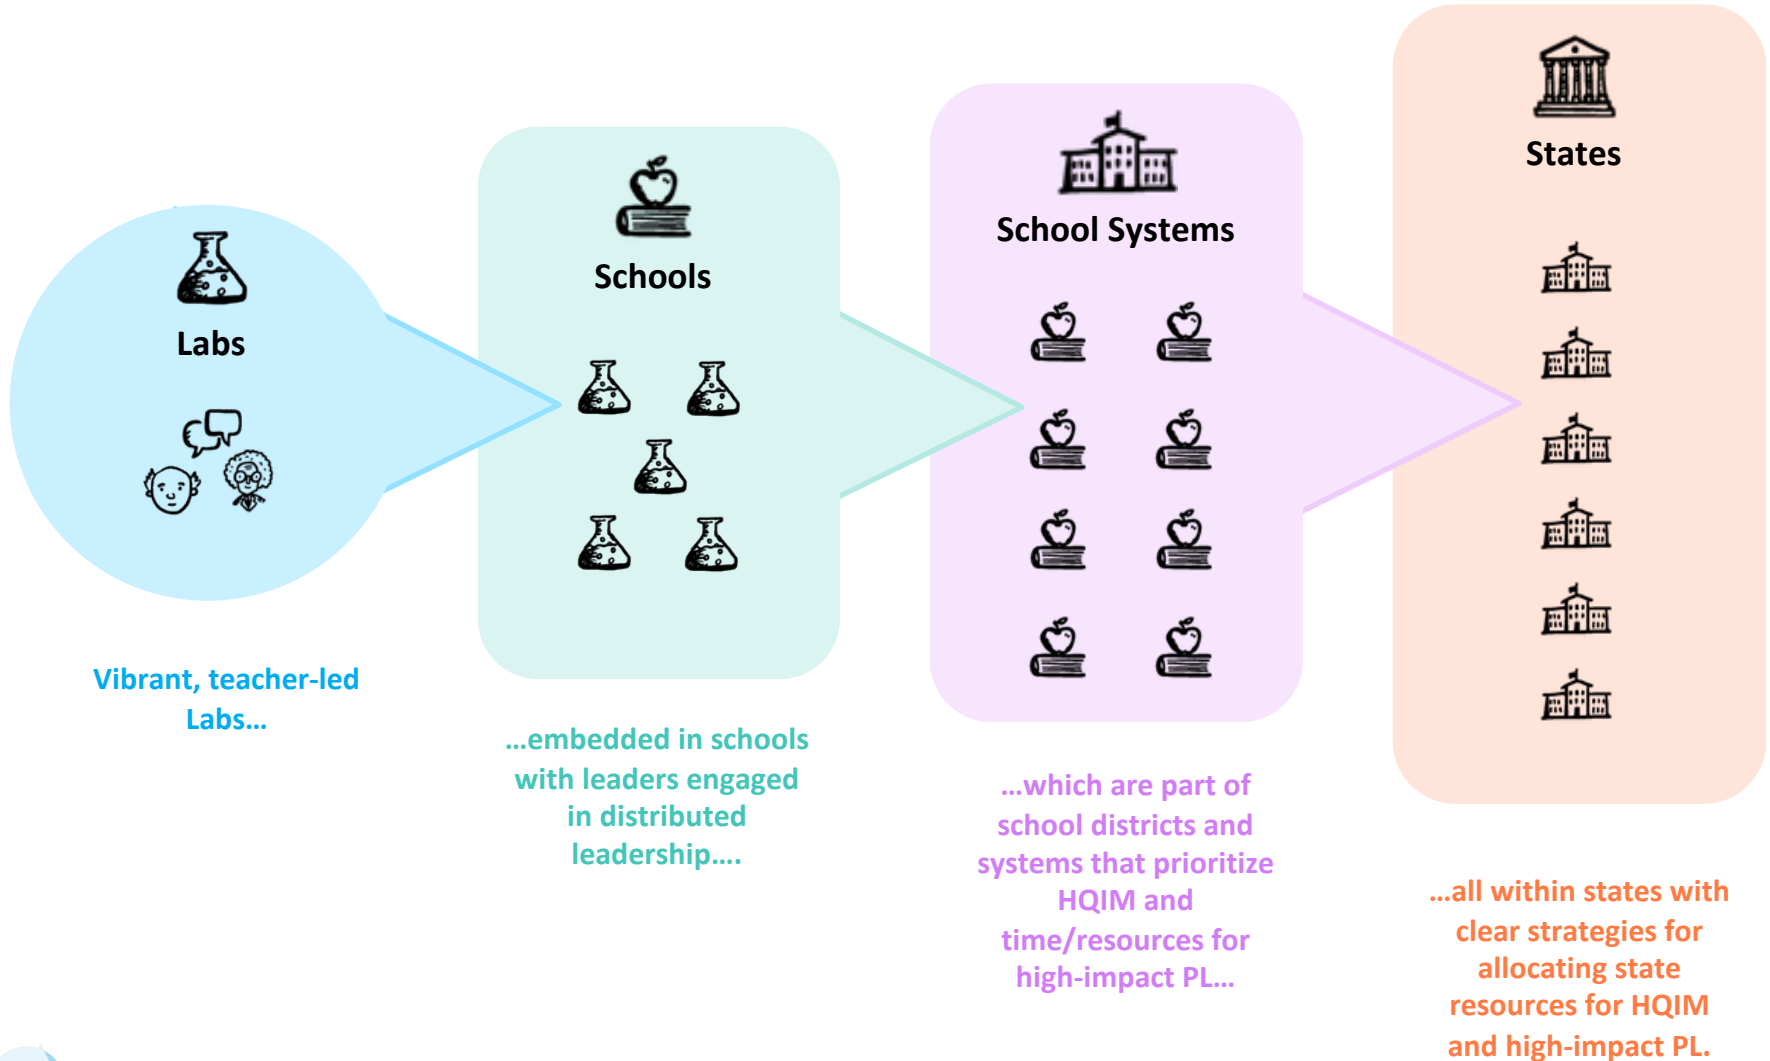 Labs
Vibrant, teacher-led
Labs…
Schools
…embedded in schools
with leaders engaged
in distributed
leadership….
School Systems
…which are part of
school districts and
systems that prioritize
HQIM and
time/resources for
high-impact PL…
States
…all within states with
clear strategies for
allocating state
resources for HQIM
and high-impact PL.